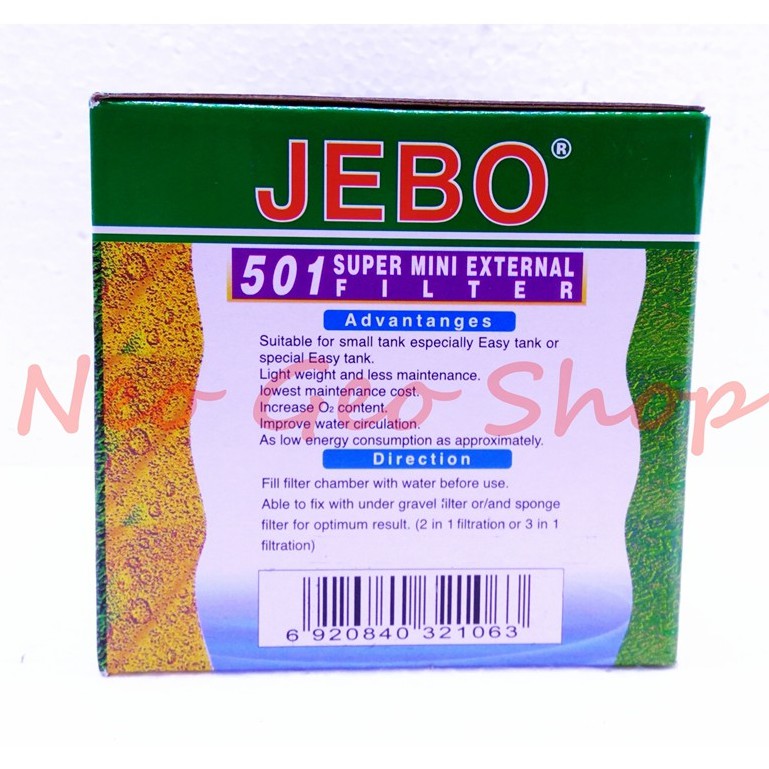 JEBO®
501 SUPER MINI EXTERNAL
FILTER
Advantanges
Suitable for small tank especially Easy tank or
special Easy tank.
Light weight and less maintenance.
lowest maintenance cost.
Increase O₂ content.
Improve water circulation.
As low energy consumption as approximately.
Neo Geo Shop
Direction
Fill filter chamber with water before use.
Able to fix with under gravel filter or/and sponge
filter for optimum result. (2 in 1 filtration or 3 in 1
filtration)
6 920840 321063